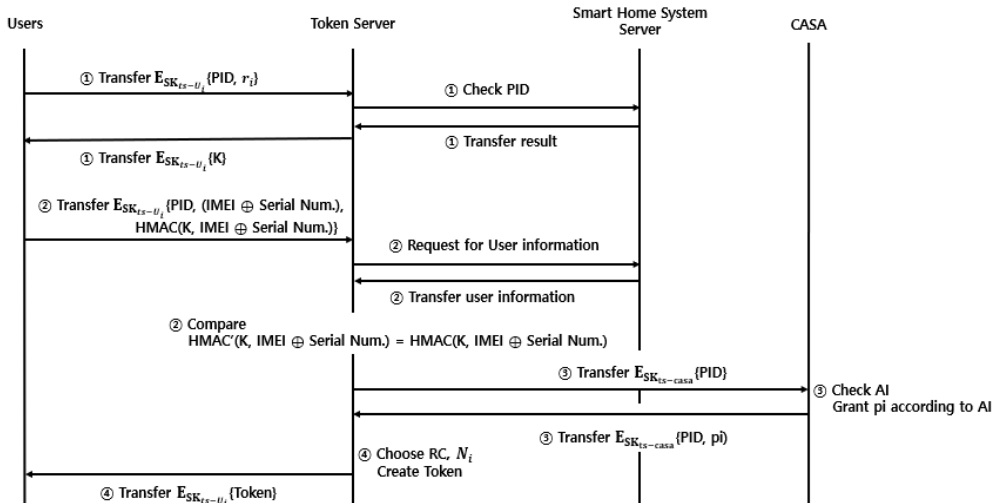 Users
Token Server
Smart Home System
Server
CASA
① Transfer E_{SK_{ts-U_i}}{PID, r_i}
① Check PID
① Transfer result
① Transfer E_{SK_{ts-U_i}}{K}
② Transfer E_{SK_{ts-U_i}}{PID, (IMEI ⊕ Serial Num.),
HMAC(K, IMEI ⊕ Serial Num.)}
② Request for User information
② Transfer user information
② Compare
HMAC′(K, IMEI ⊕ Serial Num.) = HMAC(K, IMEI ⊕ Serial Num.)
③ Transfer E_{SK_{ts-casa}}{PID}
③ Check AI
Grant pi according to AI
③ Transfer E_{SK_{ts-casa}}{PID, pi)
④ Choose RC, N_i
Create Token
④ Transfer E_{SK_{ts-U_i}}{Token}